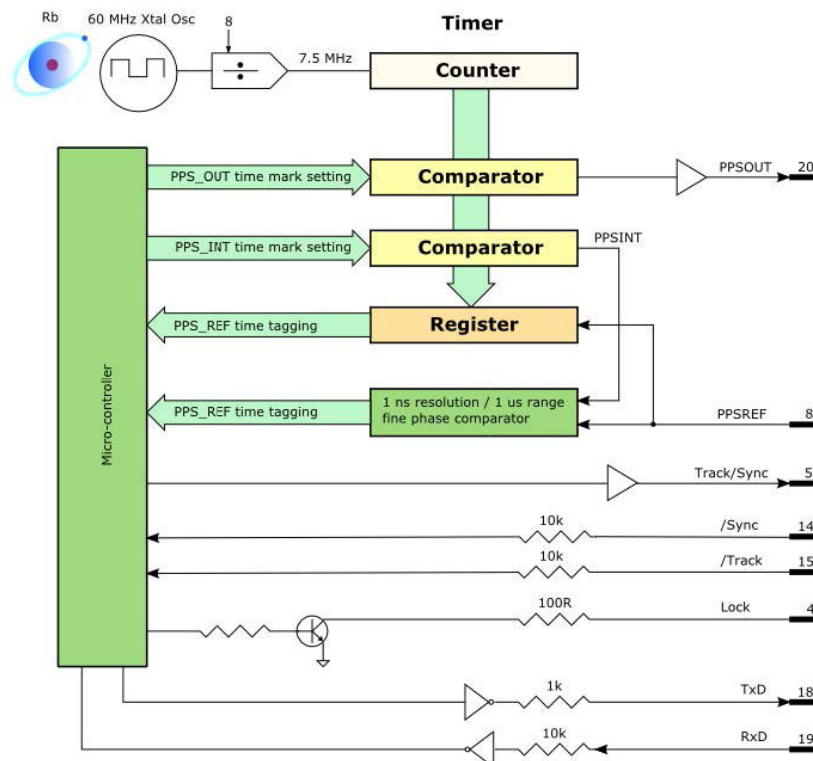 Rb
60 MHz Xtal Osc
8
÷
7.5 MHz
Timer
Counter
PPS_OUT time mark setting
Comparator
PPSOUT
20
PPS_INT time mark setting
Comparator
PPSINT
PPS_REF time tagging
Register
Micro-controller
PPS_REF time tagging
1 ns resolution / 1 us range
fine phase comparator
PPSREF
8
Track/Sync
5
10k
/Sync
14
10k
/Track
15
100R
Lock
4
1k
TxD
18
10k
RxD
19